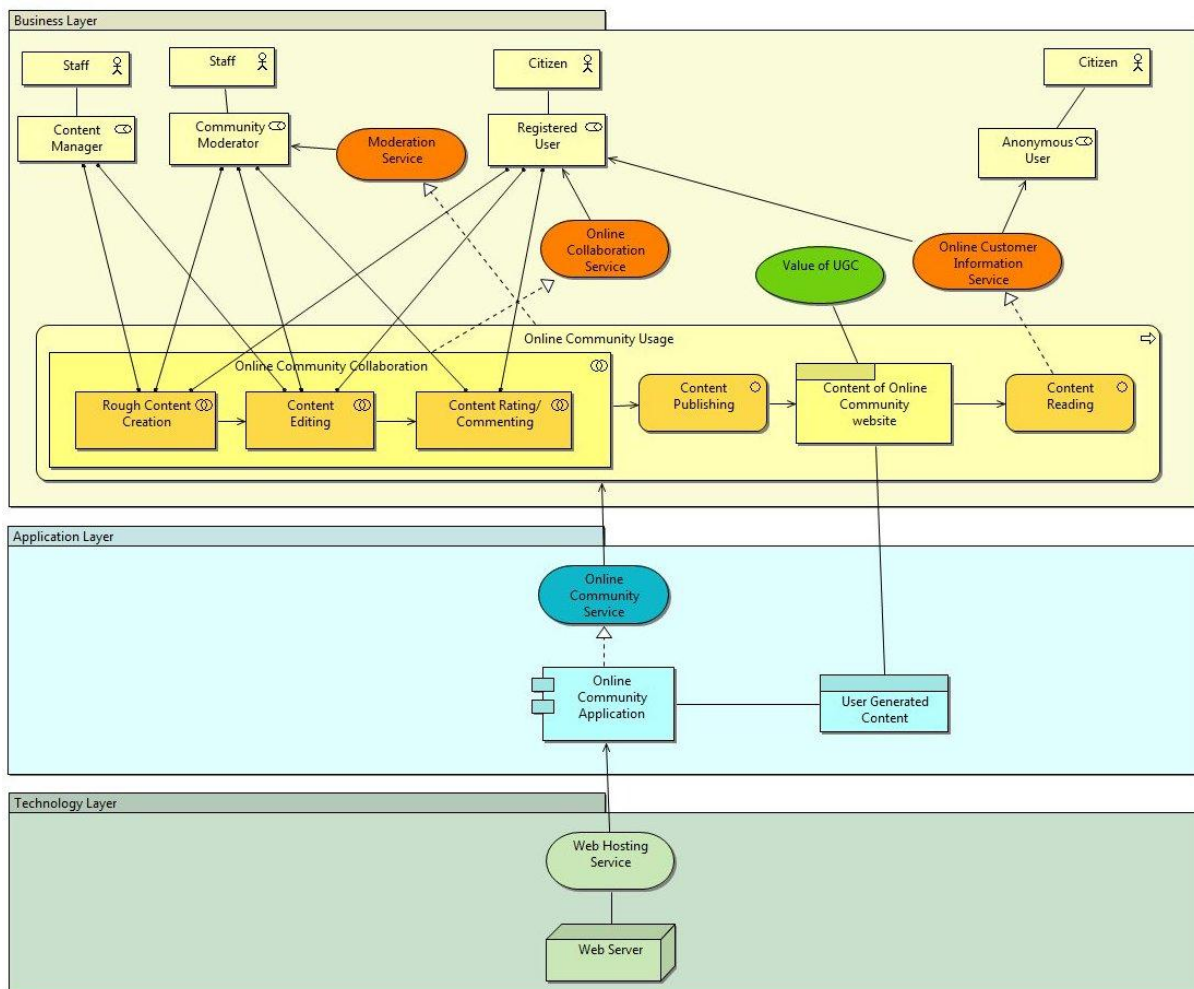 Business Layer
Staff
Staff
Citizen
Citizen
Content
Manager
Community
Moderator
Moderation
Service
Registered
User
Anonymous
User
Online
Collaboration
Service
Value of UGC
Online Customer
Information
Service
Online Community Usage
Online Community Collaboration
Rough Content
Creation
Content
Editing
Content Rating/
Commenting
Content
Publishing
Content of Online
Community
website
Content
Reading
Application Layer
Online
Community
Service
Online
Community
Application
User Generated
Content
Technology Layer
Web Hosting
Service
Web Server